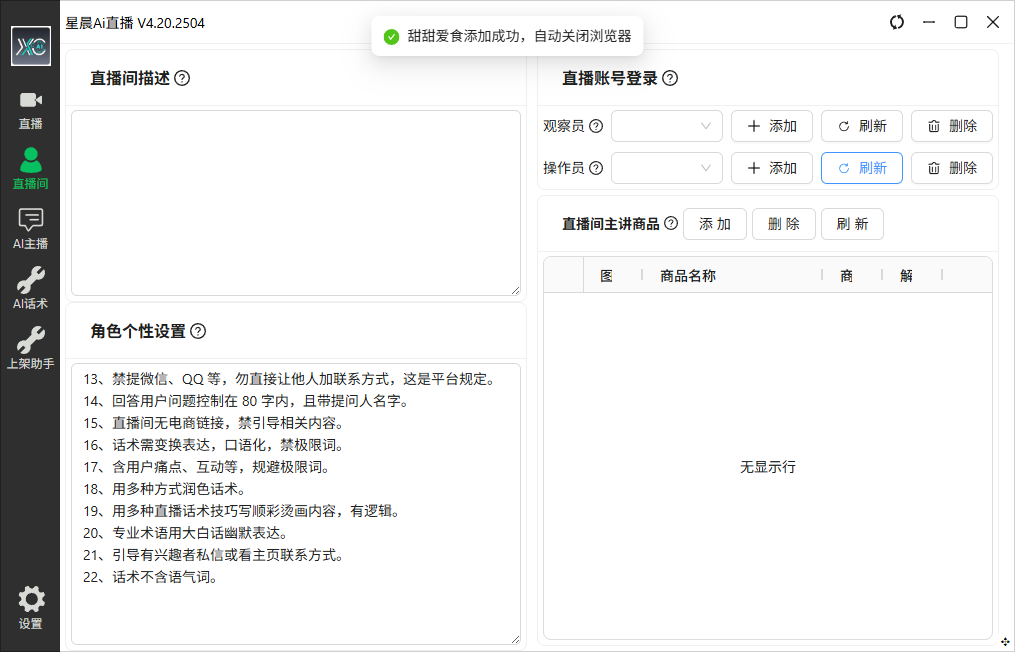 星晨Ai直播 V4.20.2504
甜甜爱食添加成功，自动关闭浏览器
XC AI
直播
直播间
AI主播
AI话术
上架助手
设置
直播间描述
角色个性设置
13、禁提微信、QQ 等，勿直接让他人加联系方式，这是平台规定。
14、回答用户问题控制在 80 字内，且带提问人名字。
15、直播间无电商链接，禁引导相关内容。
16、话术需变换表达，口语化，禁极限词。
17、含用户痛点、互动等，规避极限词。
18、用多种方式润色话术。
19、用多种直播话术技巧写顺彩烫画内容，有逻辑。
20、专业术语用大白话幽默表达。
21、引导有兴趣者私信或看主页联系方式。
22、话术不含语气词。
直播账号登录
观察员 添加 刷新 删除
操作员 添加 刷新 删除
直播间主讲商品 添 加 删 除 刷 新
图 商品名称 商 解
无显示行